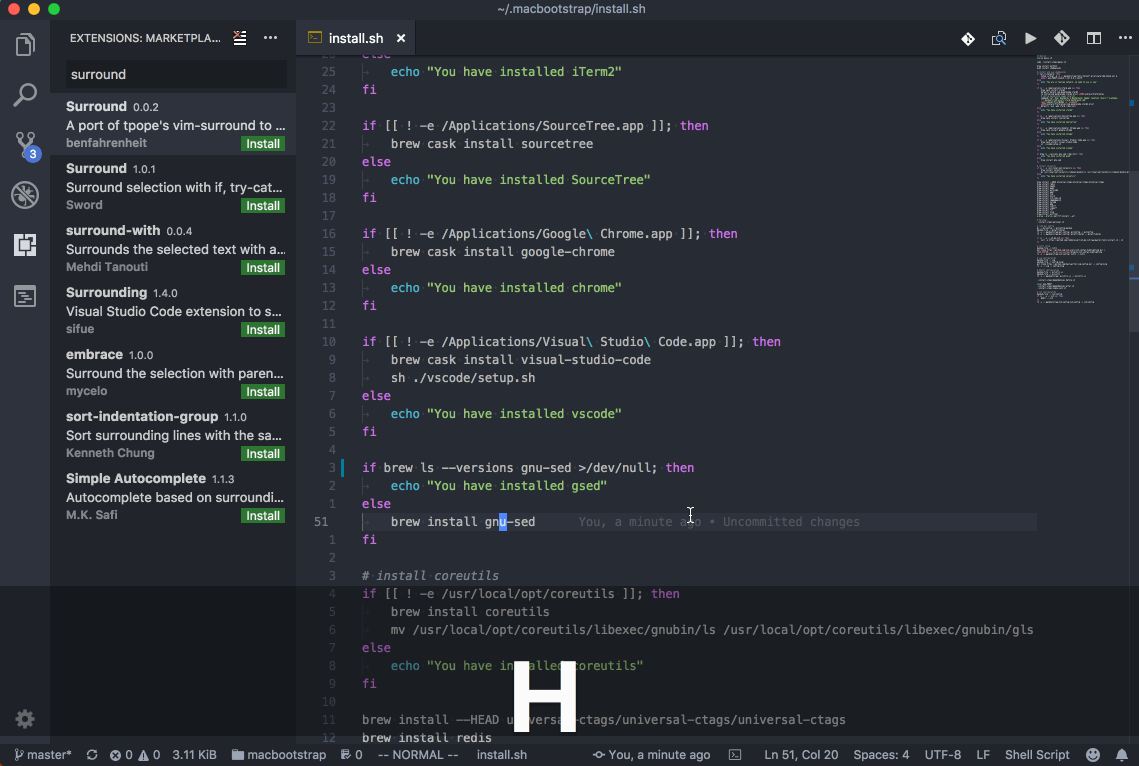 ~/.macbootstrap/install.sh
EXTENSIONS: MARKETPLA...
surround
Surround 0.0.2
A port of tpope's vim-surround to ...
benfahrenheit Install
Surround 1.0.1
Surround selection with if, try-cat...
Sword Install
surround-with 0.0.4
Surrounds the selected text with a...
Mehdi Tanouti Install
Surrounding 1.4.0
Visual Studio Code extension to s...
sifue Install
embrace 1.0.0
Surround the selection with paren...
mycelo Install
sort-indentation-group 1.1.0
Sort surrounding lines with the sa...
Kenneth Chung Install
Simple Autocomplete 1.1.3
Autocomplete based on surroundi...
M.K. Safi Install
3
install.sh
26 else
25 echo "You have installed iTerm2"
24 fi
23
22 if [[ ! -e /Applications/SourceTree.app ]]; then
21 brew cask install sourcetree
20 else
19 echo "You have installed SourceTree"
18 fi
17
16 if [[ ! -e /Applications/Google\ Chrome.app ]]; then
15 brew cask install google-chrome
14 else
13 echo "You have installed chrome"
12 fi
11
10 if [[ ! -e /Applications/Visual\ Studio\ Code.app ]]; then
9 brew cask install visual-studio-code
8 sh ./vscode/setup.sh
7 else
6 echo "You have installed vscode"
5 fi
4
3 if brew ls --versions gnu-sed >/dev/null; then
2 echo "You have installed gsed"
1 else
51 brew install gnu-sed You, a minute ago • Uncommitted changes
1 fi
2
3 # install coreutils
4 if [[ ! -e /usr/local/opt/coreutils ]]; then
5 brew install coreutils
6 mv /usr/local/opt/coreutils/libexec/gnubin/ls /usr/local/opt/coreutils/libexec/gnubin/gls
7 else
8 echo "You have installed coreutils"
9 fi
10
11 brew install --HEAD universal-ctags/universal-ctags/universal-ctags
12 brew install redis
H
master* 0 0 3.11 KiB macbootstrap 0 -- NORMAL -- install.sh You, a minute ago Ln 51, Col 20 Spaces: 4 UTF-8 LF Shell Script